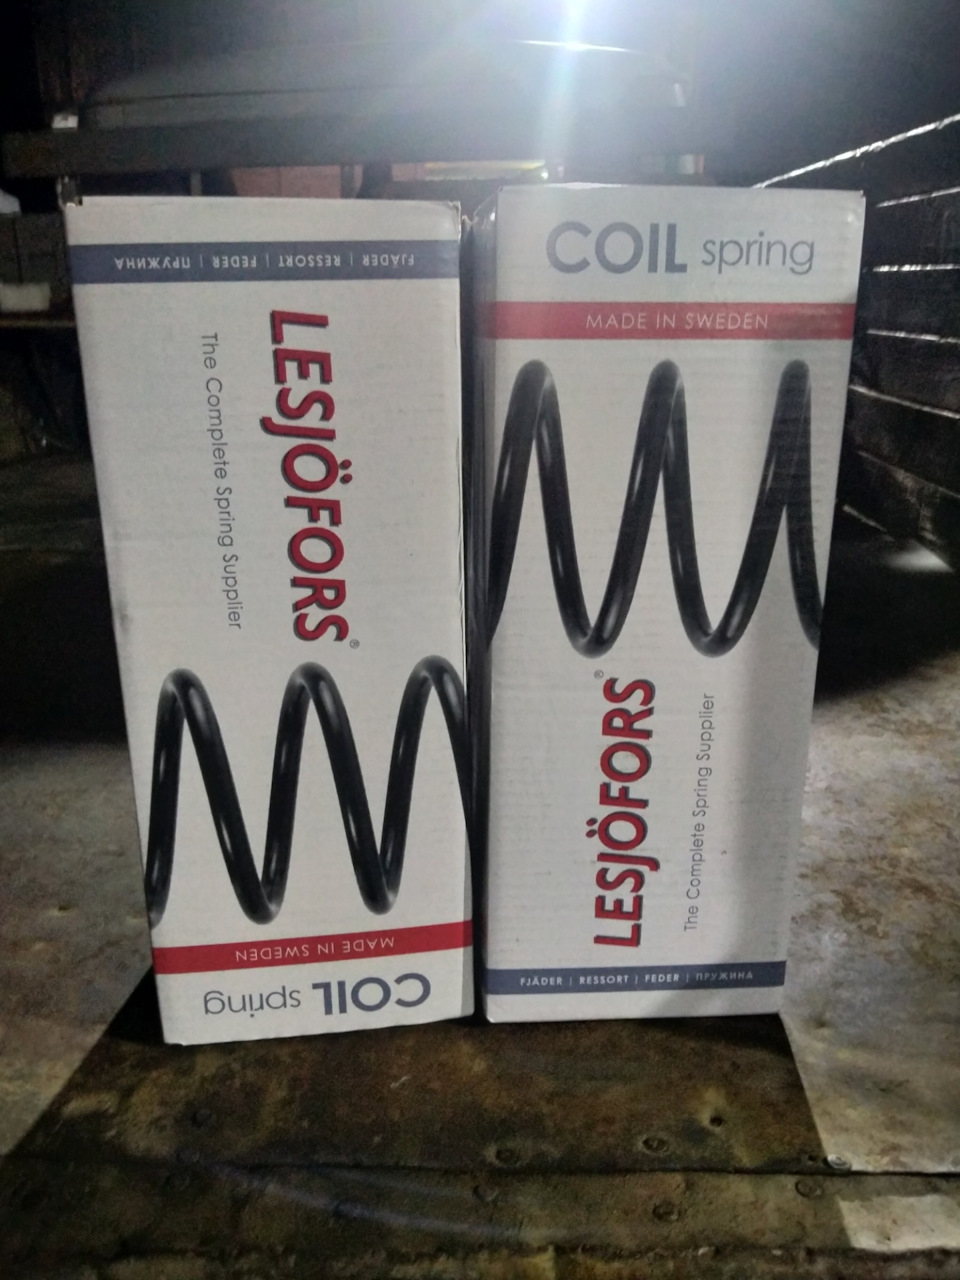 FJÄDER | RESSORT | FEDER | ПРУЖИНА
LESJÖFORS®
The Complete Spring Supplier
MADE IN SWEDEN
COIL spring
COIL spring
MADE IN SWEDEN
LESJÖFORS®
The Complete Spring Supplier
FJÄDER | RESSORT | FEDER | ПРУЖИНА